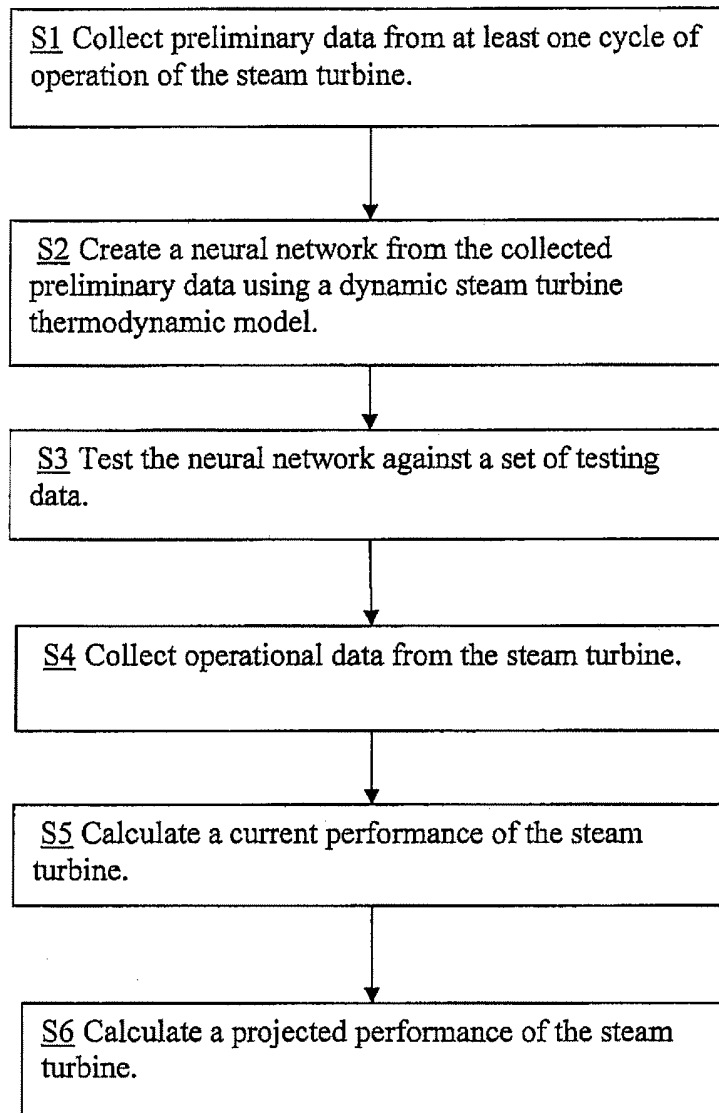 S1 Collect preliminary data from at least one cycle of
operation of the steam turbine.
S2 Create a neural network from the collected
preliminary data using a dynamic steam turbine
thermodynamic model.
S3 Test the neural network against a set of testing
data.
S4 Collect operational data from the steam turbine.
S5 Calculate a current performance of the steam
turbine.
S6 Calculate a projected performance of the steam
turbine.